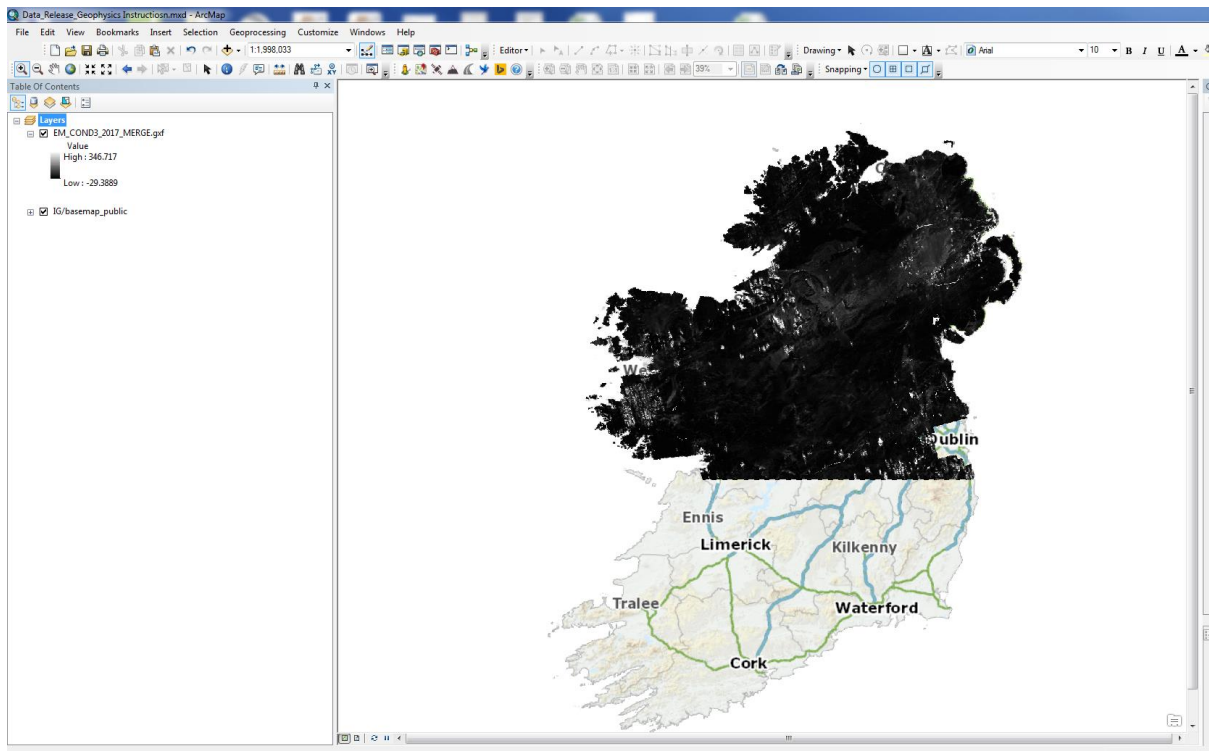 Data_Release_Geophysics Instructiosn.mxd - ArcMap
File Edit View Bookmarks Insert Selection Geoprocessing Customize Windows Help
1:1,998,033 Editor Drawing Arial 10 B I U A
39% Snapping
Table Of Contents
Layers
EM_COND3_2017_MERGE.gxf
Value
High : 346.717
Low : -29.3889
IG/basemap_public
We
Dublin
Ennis
Limerick
Kilkenny
Tralee
Waterford
Cork